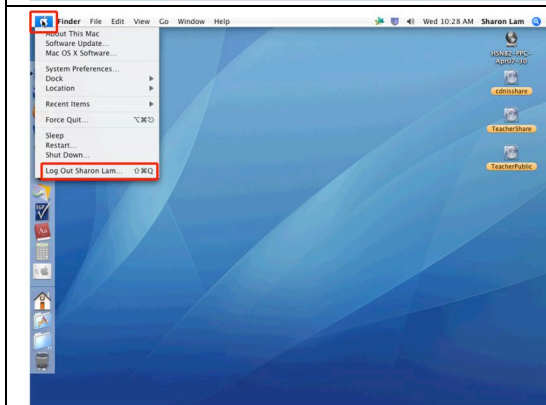 Finder File Edit View Go Window Help Wed 10:28 AM Sharon Lam
About This Mac
Software Update...
Mac OS X Software...
System Preferences...
Dock
Location
Recent Items
Force Quit... ⌥⌘⎋
Sleep
Restart...
Shut Down...
Log Out Sharon Lam... ⇧⌘Q
cdnisshare
TeacherShare
TeacherPublic
Aa